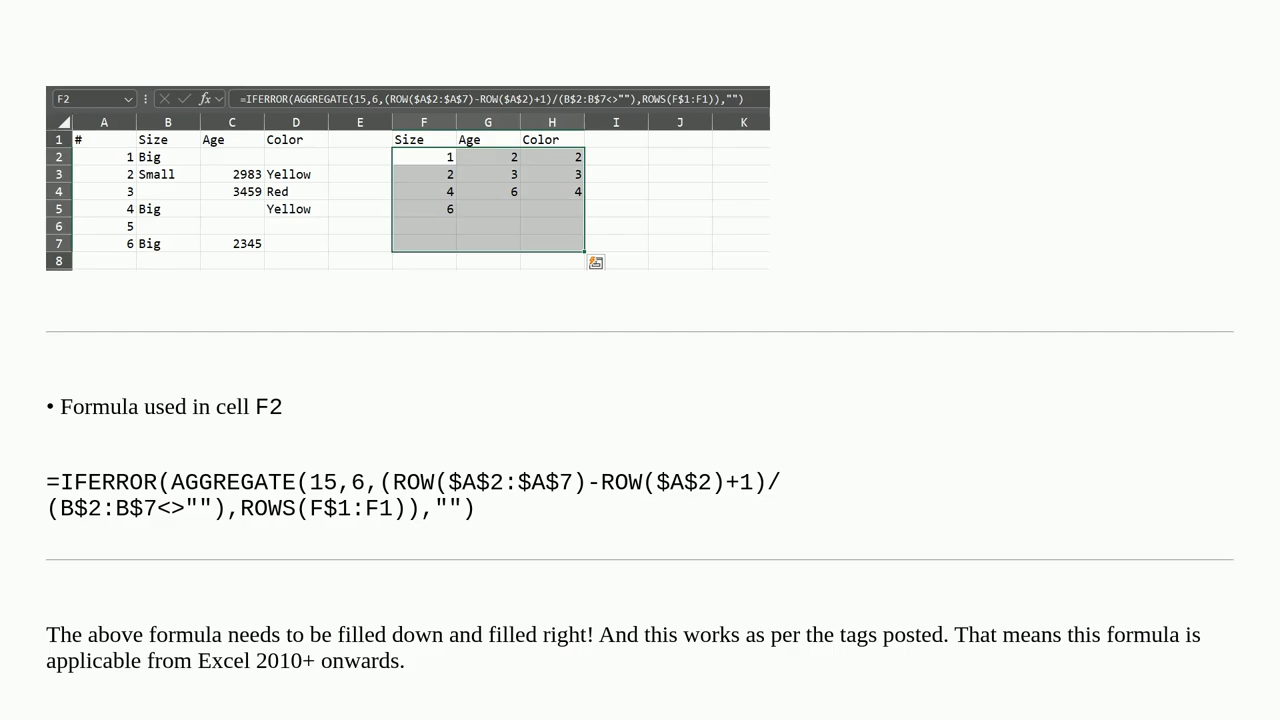 F2 fx =IFERROR(AGGREGATE(15,6,(ROW($A$2:$A$7)-ROW($A$2)+1)/(B$2:B$7<>""),ROWS(F$1:F1)),"")
A B C D E F G H I J K
1 # Size Age Color Size Age Color
2 1 Big 1 2 2
3 2 Small 2983 Yellow 2 3 3
4 3 3459 Red 4 6 4
5 4 Big Yellow 6
6 5
7 6 Big 2345
8
• Formula used in cell F2
=IFERROR(AGGREGATE(15,6,(ROW($A$2:$A$7)-ROW($A$2)+1)/
(B$2:B$7<>""),ROWS(F$1:F1)),"")
The above formula needs to be filled down and filled right! And this works as per the tags posted. That means this formula is
applicable from Excel 2010+ onwards.